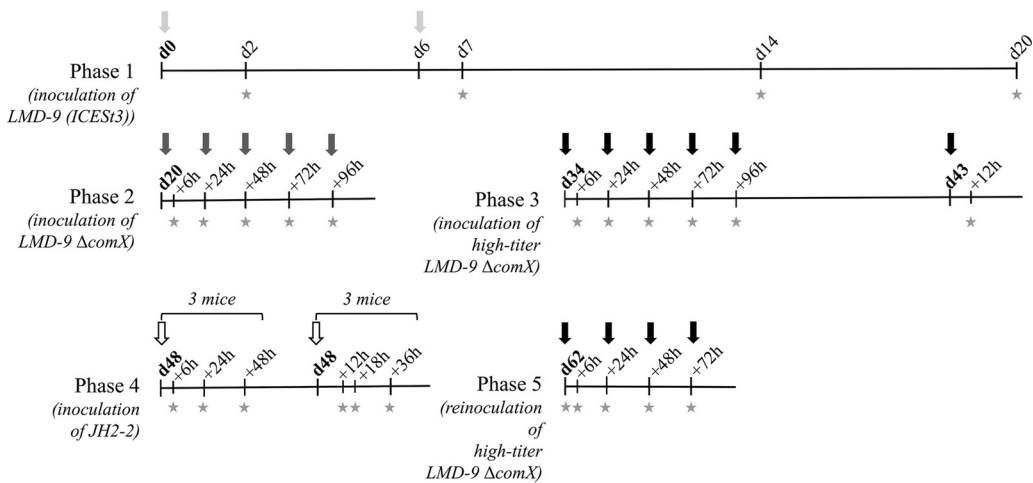 d0 d2 d6 d7 d14 d20
Phase 1
(inoculation of
LMD-9 (ICESt3))
d20 +6h +24h +48h +72h +96h
Phase 2
(inoculation of
LMD-9 ΔcomX)
d34 +6h +24h +48h +72h +96h d43 +12h
Phase 3
(inoculation of
high-titer
LMD-9 ΔcomX)
3 mice 3 mice
d48 +6h +24h +48h d48 +12h +18h +36h
Phase 4
(inoculation
of JH2-2)
d62 +6h +24h +48h +72h
Phase 5
(reinoculation
of
high-titer
LMD-9 ΔcomX)